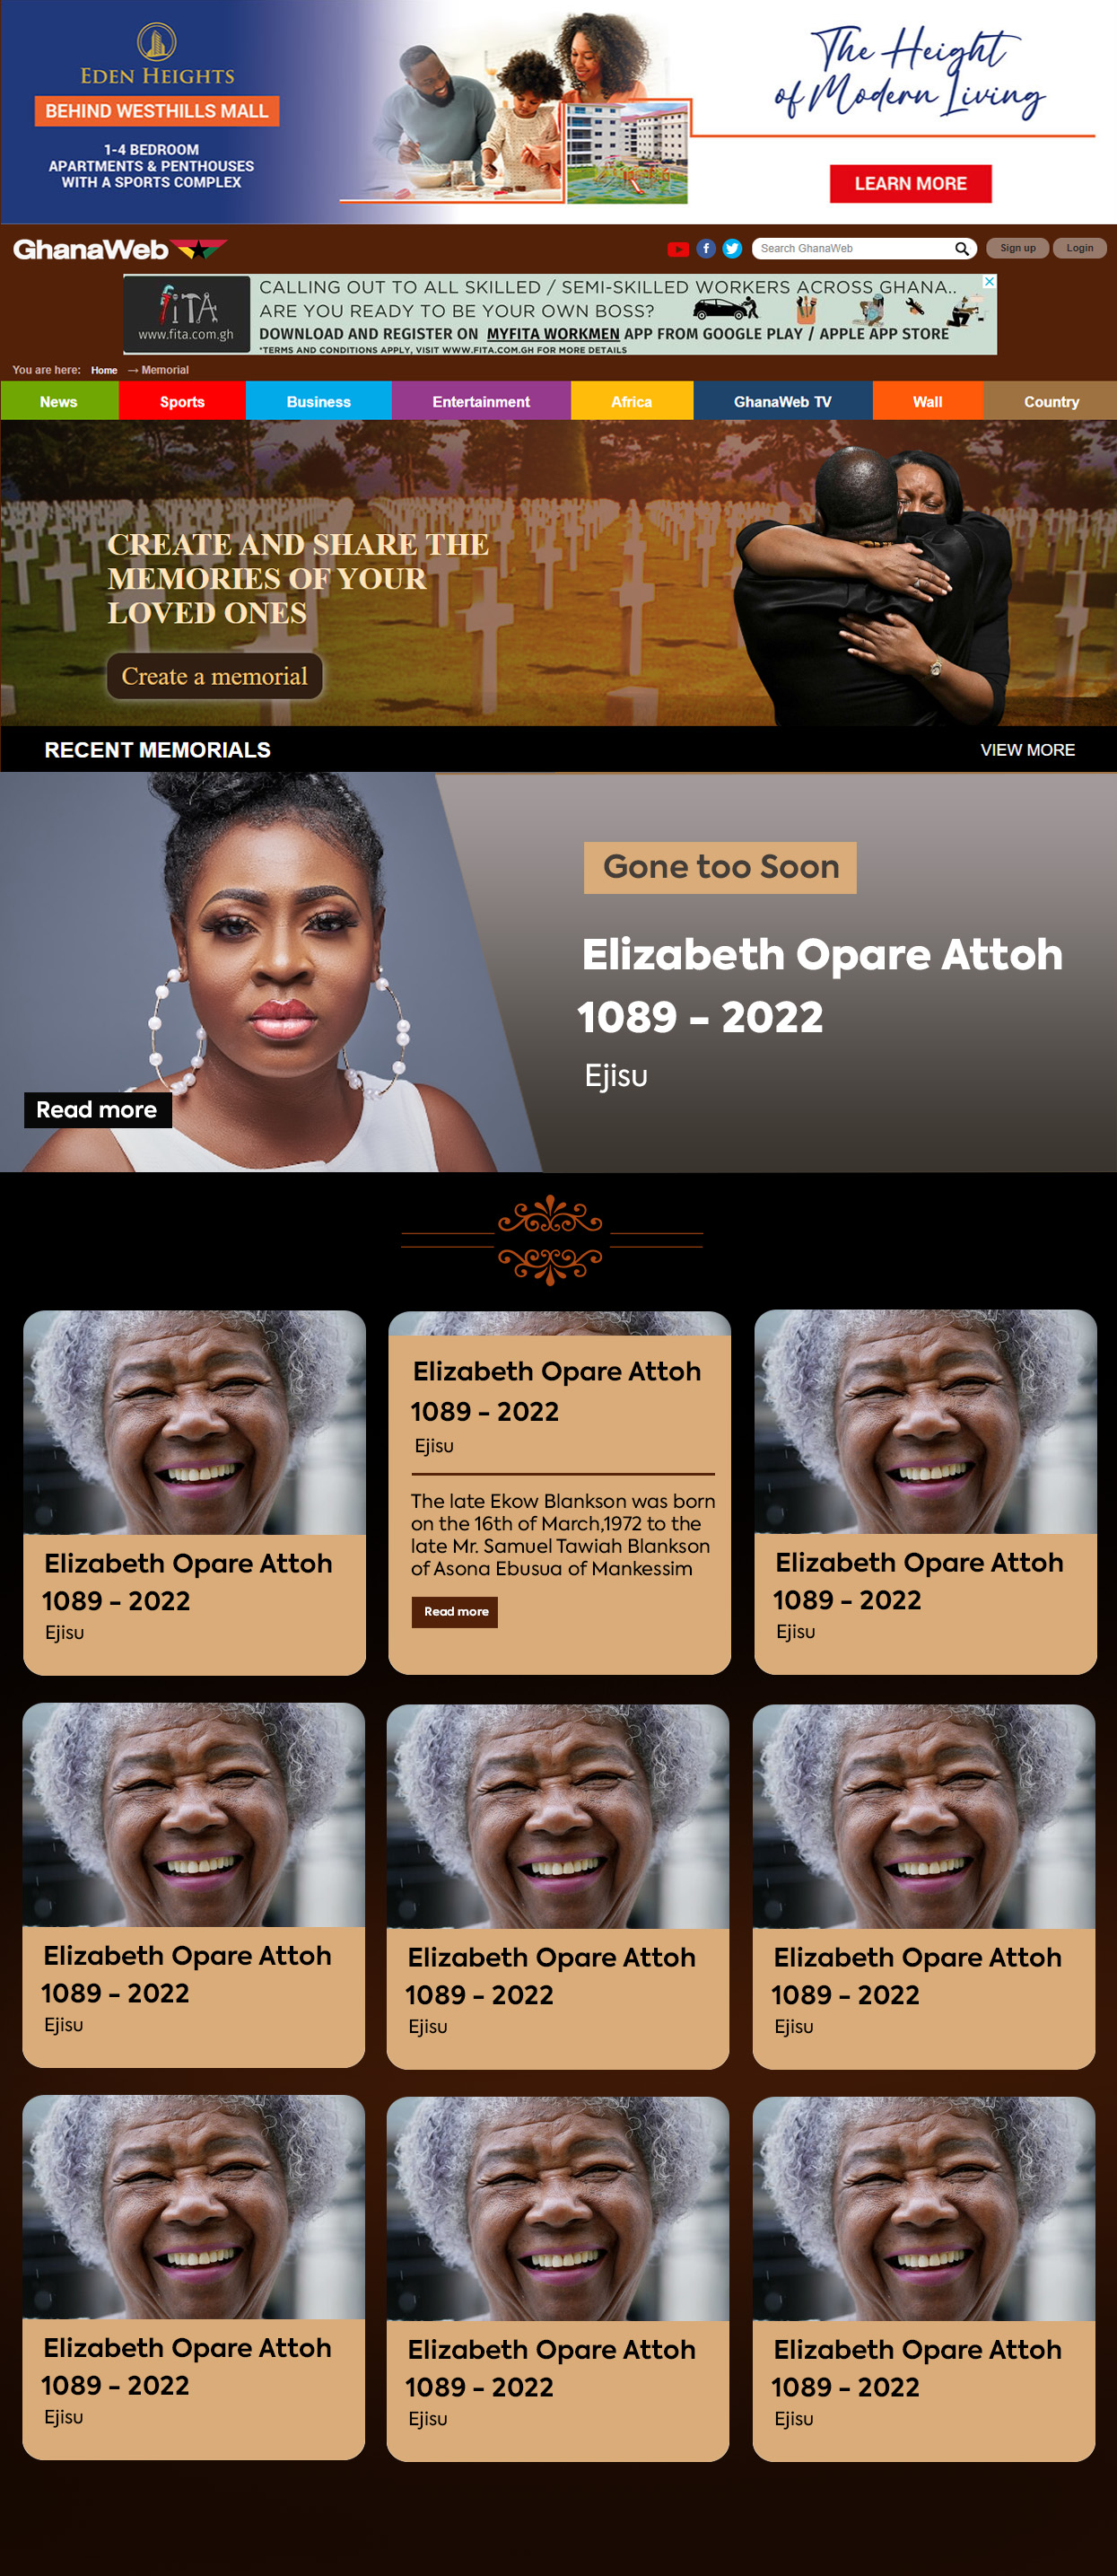 EDEN HEIGHTS
BEHIND WESTHILLS MALL
1-4 BEDROOM
APARTMENTS & PENTHOUSES
WITH A SPORTS COMPLEX
The Height
of Modern Living
LEARN MORE
GhanaWeb
Search GhanaWeb
Sign up
Login
FITA
www.fita.com.gh
CALLING OUT TO ALL SKILLED / SEMI-SKILLED WORKERS ACROSS GHANA..
ARE YOU READY TO BE YOUR OWN BOSS?
DOWNLOAD AND REGISTER ON MYFITA WORKMEN APP FROM GOOGLE PLAY / APPLE APP STORE
*TERMS AND CONDITIONS APPLY, VISIT WWW.FITA.COM.GH FOR MORE DETAILS
You are here: Home → Memorial
News Sports Business Entertainment Africa GhanaWeb TV Wall Country
CREATE AND SHARE THE
MEMORIES OF YOUR
LOVED ONES
Create a memorial
RECENT MEMORIALS
VIEW MORE
Gone too Soon
Elizabeth Opare Attoh
1089 - 2022
Ejisu
Read more
Elizabeth Opare Attoh
1089 - 2022
Ejisu
Elizabeth Opare Attoh
1089 - 2022
Ejisu
The late Ekow Blankson was born
on the 16th of March,1972 to the
late Mr. Samuel Tawiah Blankson
of Asona Ebusua of Mankessim
Read more
Elizabeth Opare Attoh
1089 - 2022
Ejisu
Elizabeth Opare Attoh
1089 - 2022
Ejisu
Elizabeth Opare Attoh
1089 - 2022
Ejisu
Elizabeth Opare Attoh
1089 - 2022
Ejisu
Elizabeth Opare Attoh
1089 - 2022
Ejisu
Elizabeth Opare Attoh
1089 - 2022
Ejisu
Elizabeth Opare Attoh
1089 - 2022
Ejisu